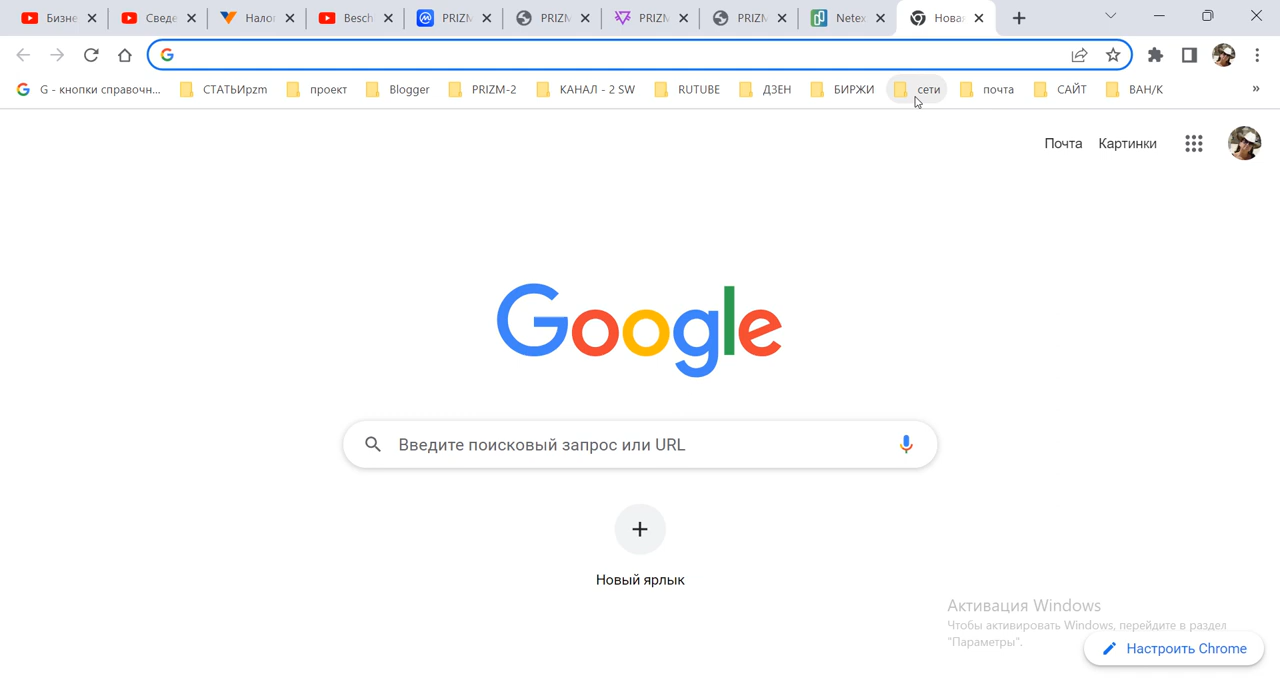 Бизне Сведе Нало Besch PRIZM PRIZM PRIZM PRIZM Netex Новая
G - кнопки справочн... СТАТЬИpzm проект Blogger PRIZM-2 КАНАЛ - 2 SW RUTUBE ДЗЕН БИРЖИ сети почта САЙТ ВАН/К »
Почта Картинки
Google
Введите поисковый запрос или URL
Новый ярлык
Активация Windows
Чтобы активировать Windows, перейдите в раздел
"Параметры".
Настроить Chrome